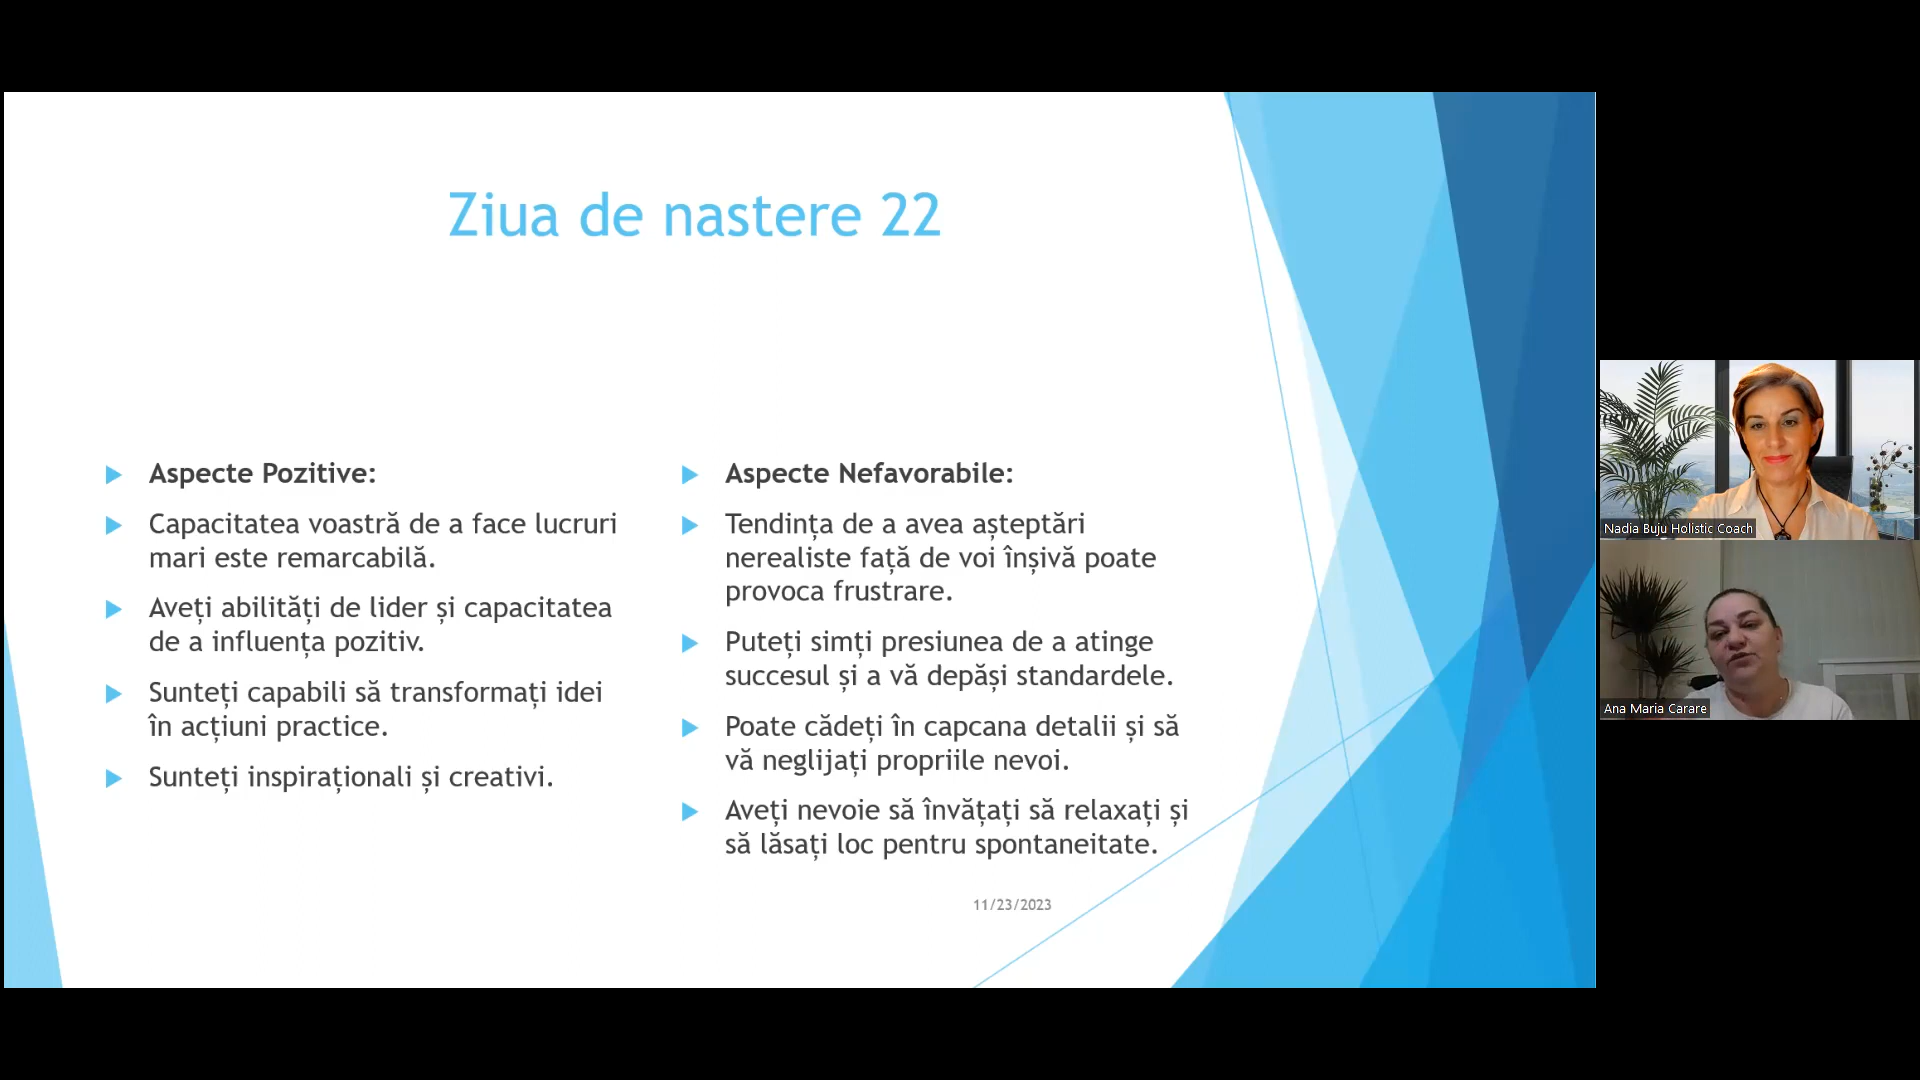 Ziua de nastere 22
Aspecte Pozitive:
Capacitatea voastră de a face lucruri
mari este remarcabilă.
Aveți abilități de lider și capacitatea
de a influența pozitiv.
Sunteți capabili să transformați idei
în acțiuni practice.
Sunteți inspiraționali și creativi.
Aspecte Nefavorabile:
Tendința de a avea așteptări
nerealiste față de voi înșivă poate
provoca frustrare.
Puteți simți presiunea de a atinge
succesul și a vă depăși standardele.
Poate cădeți în capcana detalii și să
vă neglijați propriile nevoi.
Aveți nevoie să învățați să relaxați și
să lăsați loc pentru spontaneitate.
11/23/2023
Nadia Buju Holistic Coach
Ana Maria Carare